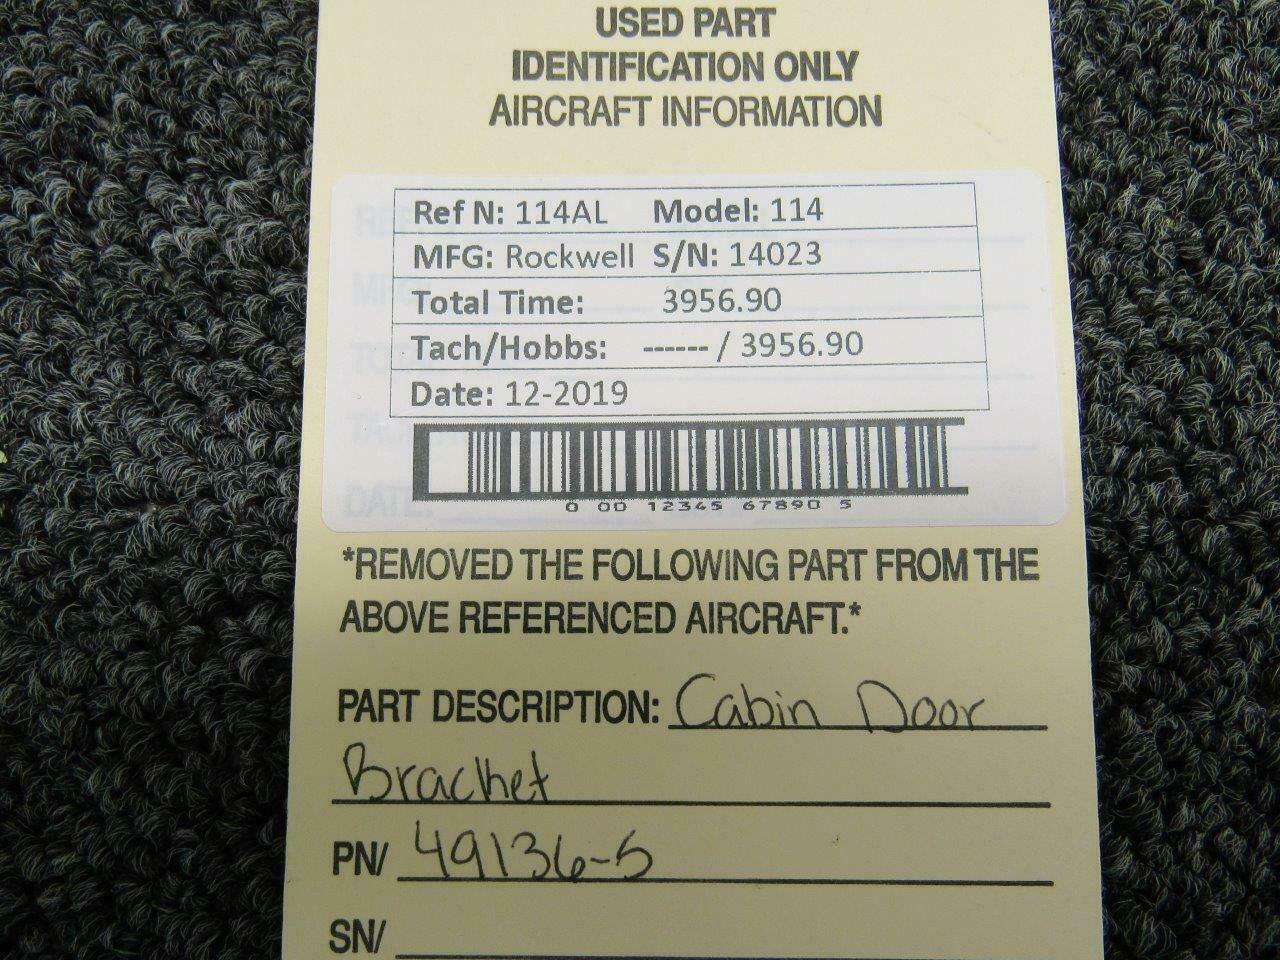 USED PART
IDENTIFICATION ONLY
AIRCRAFT INFORMATION
Ref N: 114AL Model: 114
MFG: Rockwell S/N: 14023
Total Time: 3956.90
Tach/Hobbs: ------ / 3956.90
Date: 12-2019
0 00 12345 67890 5
*REMOVED THE FOLLOWING PART FROM THE
ABOVE REFERENCED AIRCRAFT.*
PART DESCRIPTION: Cabin Door
Bracket
PN/ 49136-5
SN/